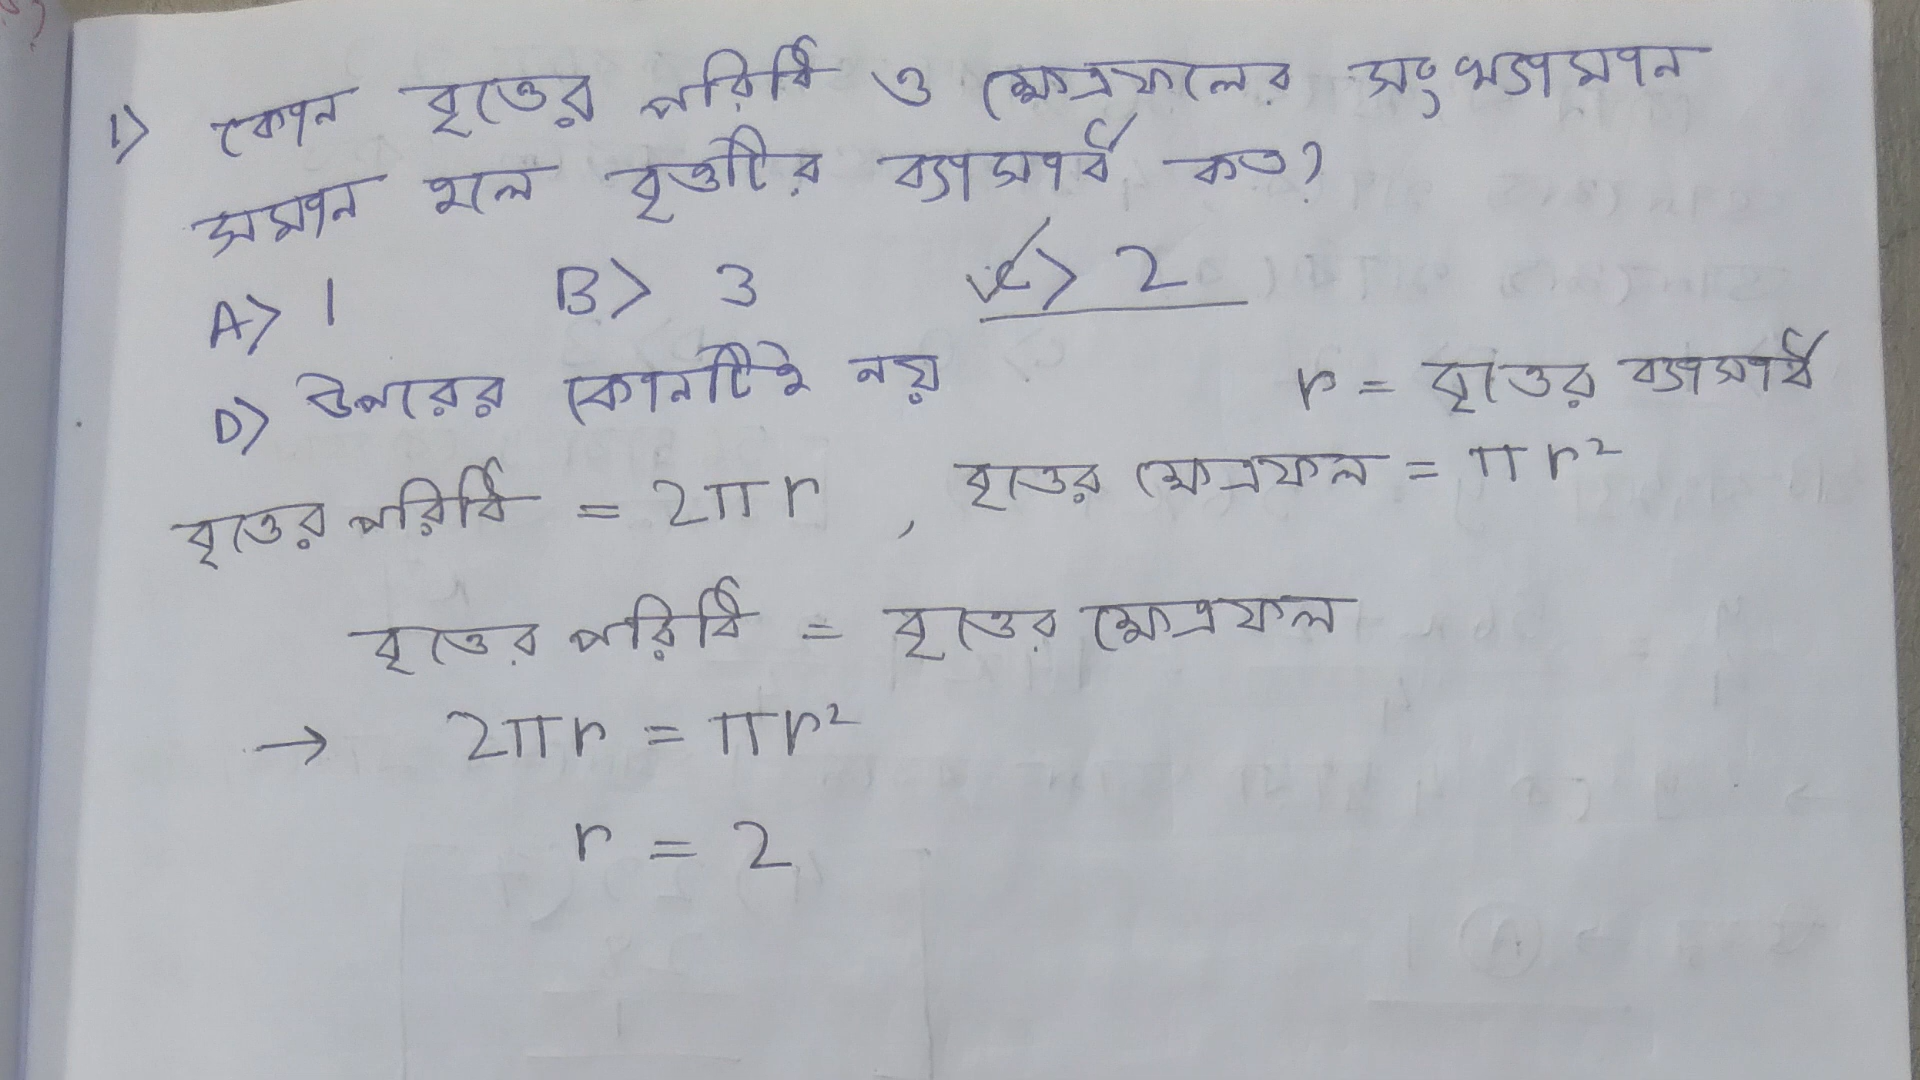 1) কোন বৃত্তের পরিধি ও ক্ষেত্রফলের সংখ্যামান
সমান হলে বৃত্তটির ব্যাসার্ধ কত?
A> 1 B> 3 C> 2
D> উপরের কোনটিই নয়
r = বৃত্তের ব্যাসার্ধ
বৃত্তের পরিধি = 2πr , বৃত্তের ক্ষেত্রফল = πr²
বৃত্তের পরিধি = বৃত্তের ক্ষেত্রফল
→ 2πr = πr²
r = 2